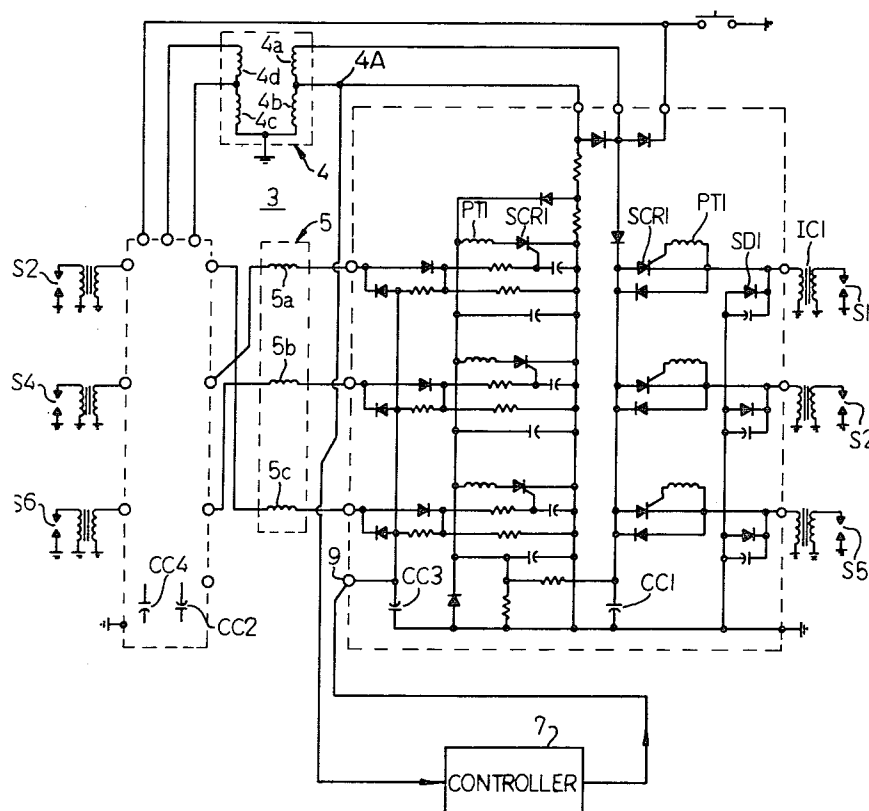 4a
4A
4d
4b
4c
4
3
PTI
SCRI
SCRI
PTI
ICI
5
SDI
S2
5a
SI
5b
S4
S2
5c
S6
S5
9
CC3
CCI
CC4
CC2
7
CONTROLLER